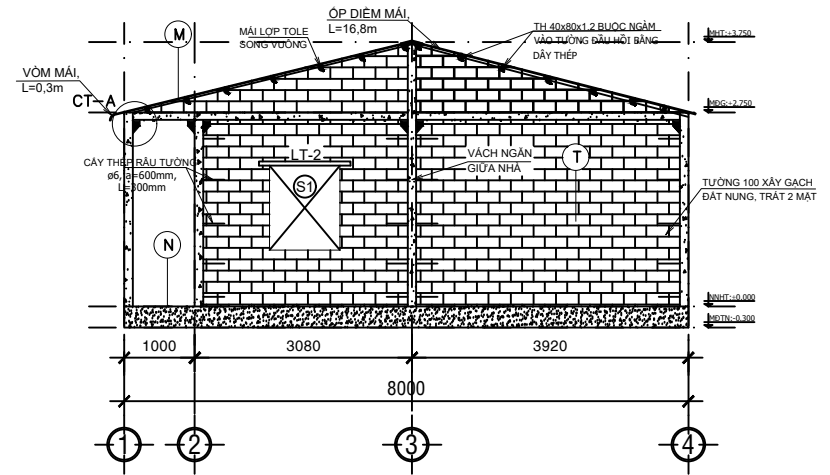 ỐP DIỀM MÁI,
L=16,8m
M
MÁI LỢP TOLE
SÓNG VUÔNG
TH 40x80x1.2 BUỘC NGÀM
VÀO TƯỜNG ĐẦU HỒI BẰNG
DÂY THÉP
MHT:+3.750
VÒM MÁI,
L=0,3m
CT-A
MĐG:+2.750
CÂY THÉP RÂU TƯỜNG
ø6, a=600mm,
L=300mm
LT-2
S1
VÁCH NGĂN
GIỮA NHÀ
T
TƯỜNG 100 XÂY GẠCH
ĐẤT NUNG, TRÁT 2 MẶT
N
NNHT:±0.000
MĐTN:-0.300
1000
3080
3920
8000
1
2
3
4